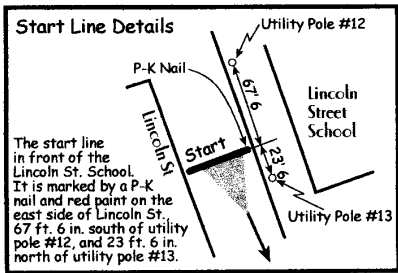 Start Line Details
Utility Pole #12
P-K Nail
67' 6
Lincoln
Street
School
Lincoln St
Start
23' 6
Utility Pole #13
The start line
in front of the
Lincoln St. School.
It is marked by a P-K
nail and red paint on the
east side of Lincoln St.
67 ft. 6 in. south of utility
pole #12, and 23 ft. 6 in.
north of utility pole #13.